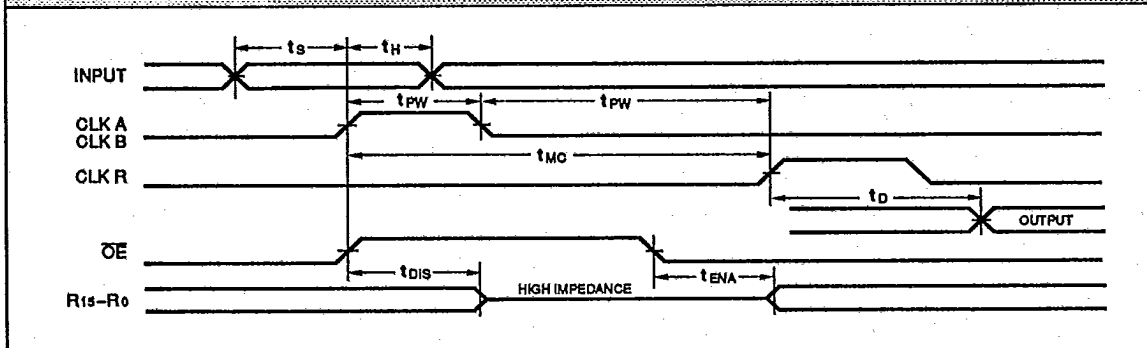 tS tH
INPUT
tPW tPW
CLK A
CLK B
tMC
CLK R
tD
OUTPUT
OE
tDIS tENA
HIGH IMPEDANCE
R15–R0